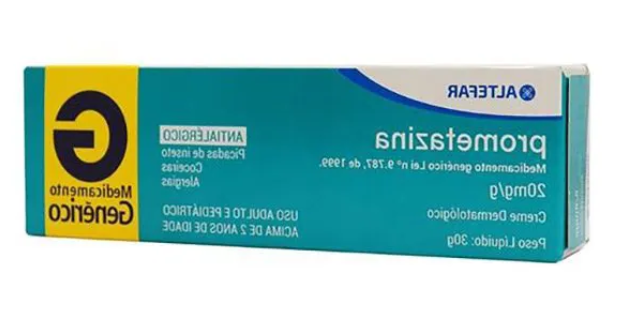 ALTEFAR
prometazina
Medicamento genérico Lei nº 9.787, de 1999.
20mg/g
Creme Dermatológico
Peso Líquido: 30g
ANTIALÉRGICO
Picadas de inseto
Coceiras
Alergias
USO ADULTO E PEDIÁTRICO
ACIMA DE 2 ANOS DE IDADE
G
Medicamento
Genérico